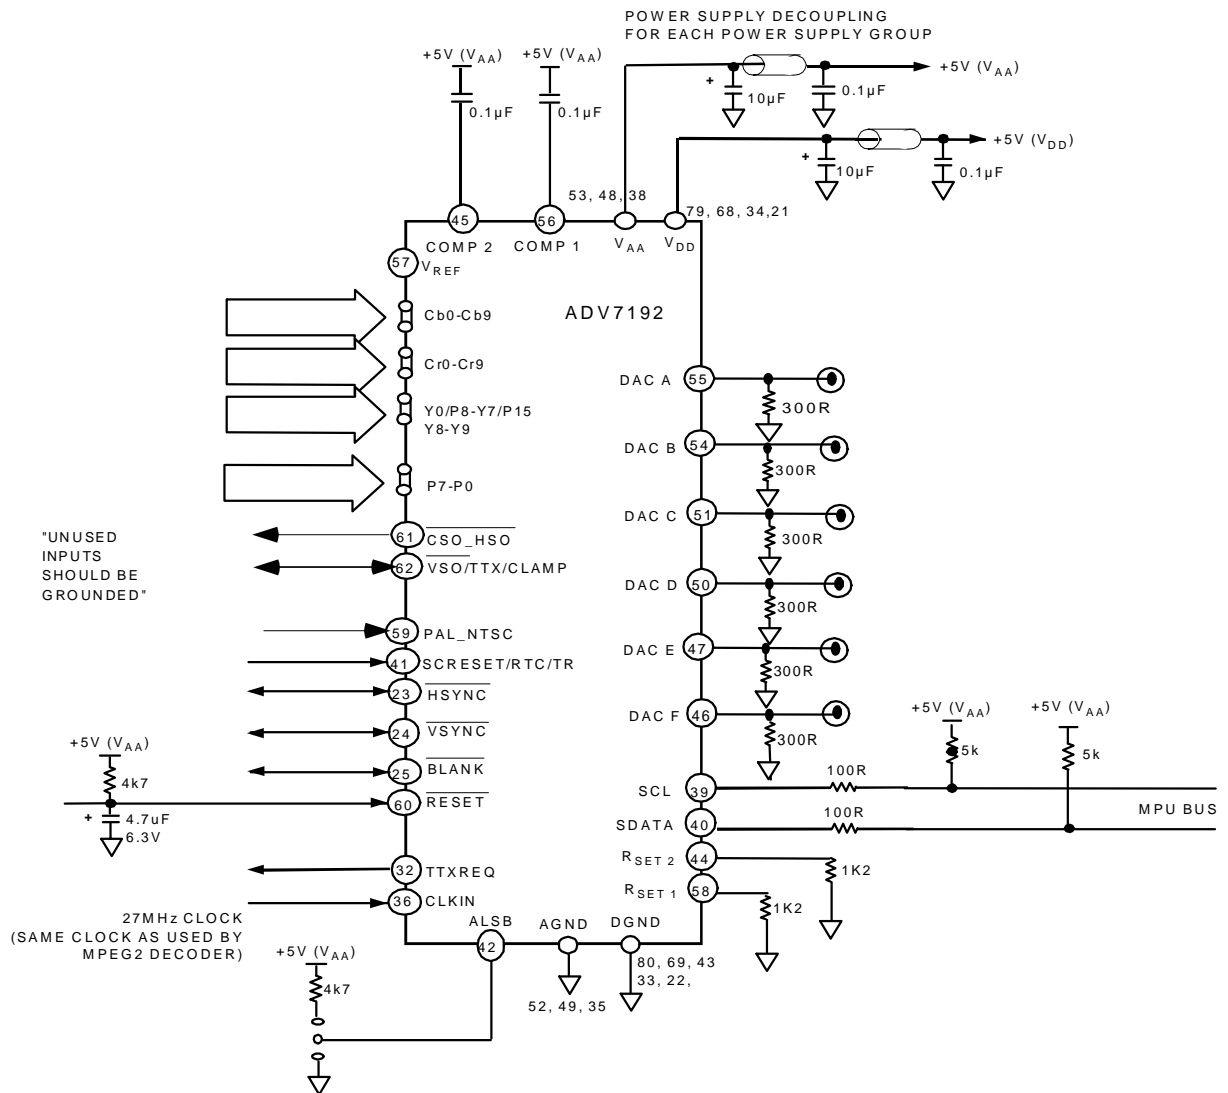 POWER SUPPLY DECOUPLING
FOR EACH POWER SUPPLY GROUP
+5V (VAA)
+5V (VAA)
+5V (VAA)
+
10µF
0.1µF
0.1µF
0.1µF
+5V (VDD)
+
10µF
0.1µF
53, 48, 38
79, 68, 34,21
45
56
COMP 2
COMP 1
VAA
VDD
57
VREF
ADV7192
Cb0-Cb9
Cr0-Cr9
Y0/P8-Y7/P15
Y8-Y9
P7-P0
DAC A
55
300R
DAC B
54
300R
DAC C
51
300R
DAC D
50
300R
DAC E
47
300R
DAC F
46
300R
"UNUSED
INPUTS
SHOULD BE
GROUNDED"
61
CSO_HSO
62
VSO/TTX/CLAMP
59
PAL_NTSC
41
SCRESET/RTC/TR
23
HSYNC
24
VSYNC
25
BLANK
60
RESET
+5V (VAA)
4k7
+
4.7uF
6.3V
+5V (VAA)
+5V (VAA)
5k
5k
SCL
39
100R
SDATA
40
100R
MPU BUS
RSET 2
44
1K2
RSET 1
58
1K2
32
TTXREQ
36
CLKIN
27MHz CLOCK
(SAME CLOCK AS USED BY
MPEG2 DECODER)
ALSB
AGND
DGND
42
+5V (VAA)
4k7
52, 49, 35
80, 69, 43
33, 22,